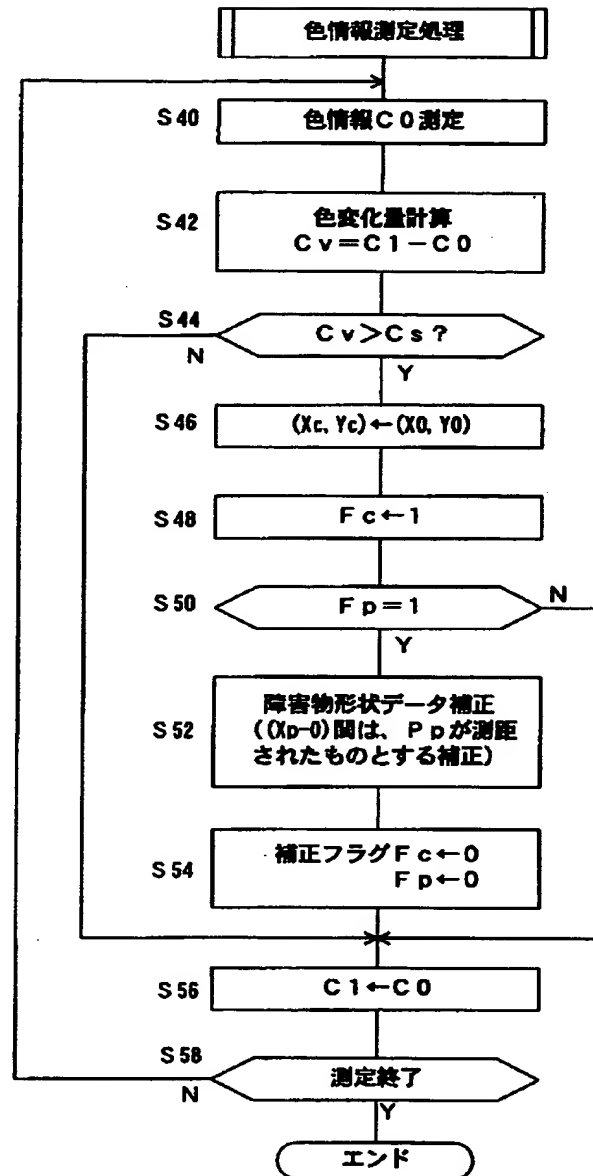 色情報測定処理
S40
色情報C0測定
S42
色変化量計算
Cv=C1-C0
S44
Cv>Cs?
N
Y
S46
(Xc,Yc)←(X0,Y0)
S48
Fc←1
S50
Fp=1
N
Y
S52
障害物形状データ補正
((Xp-0)間は、Ppが測距
されたものとする補正)
S54
補正フラグFc←0
Fp←0
S56
C1←C0
S58
測定終了
N
Y
エンド